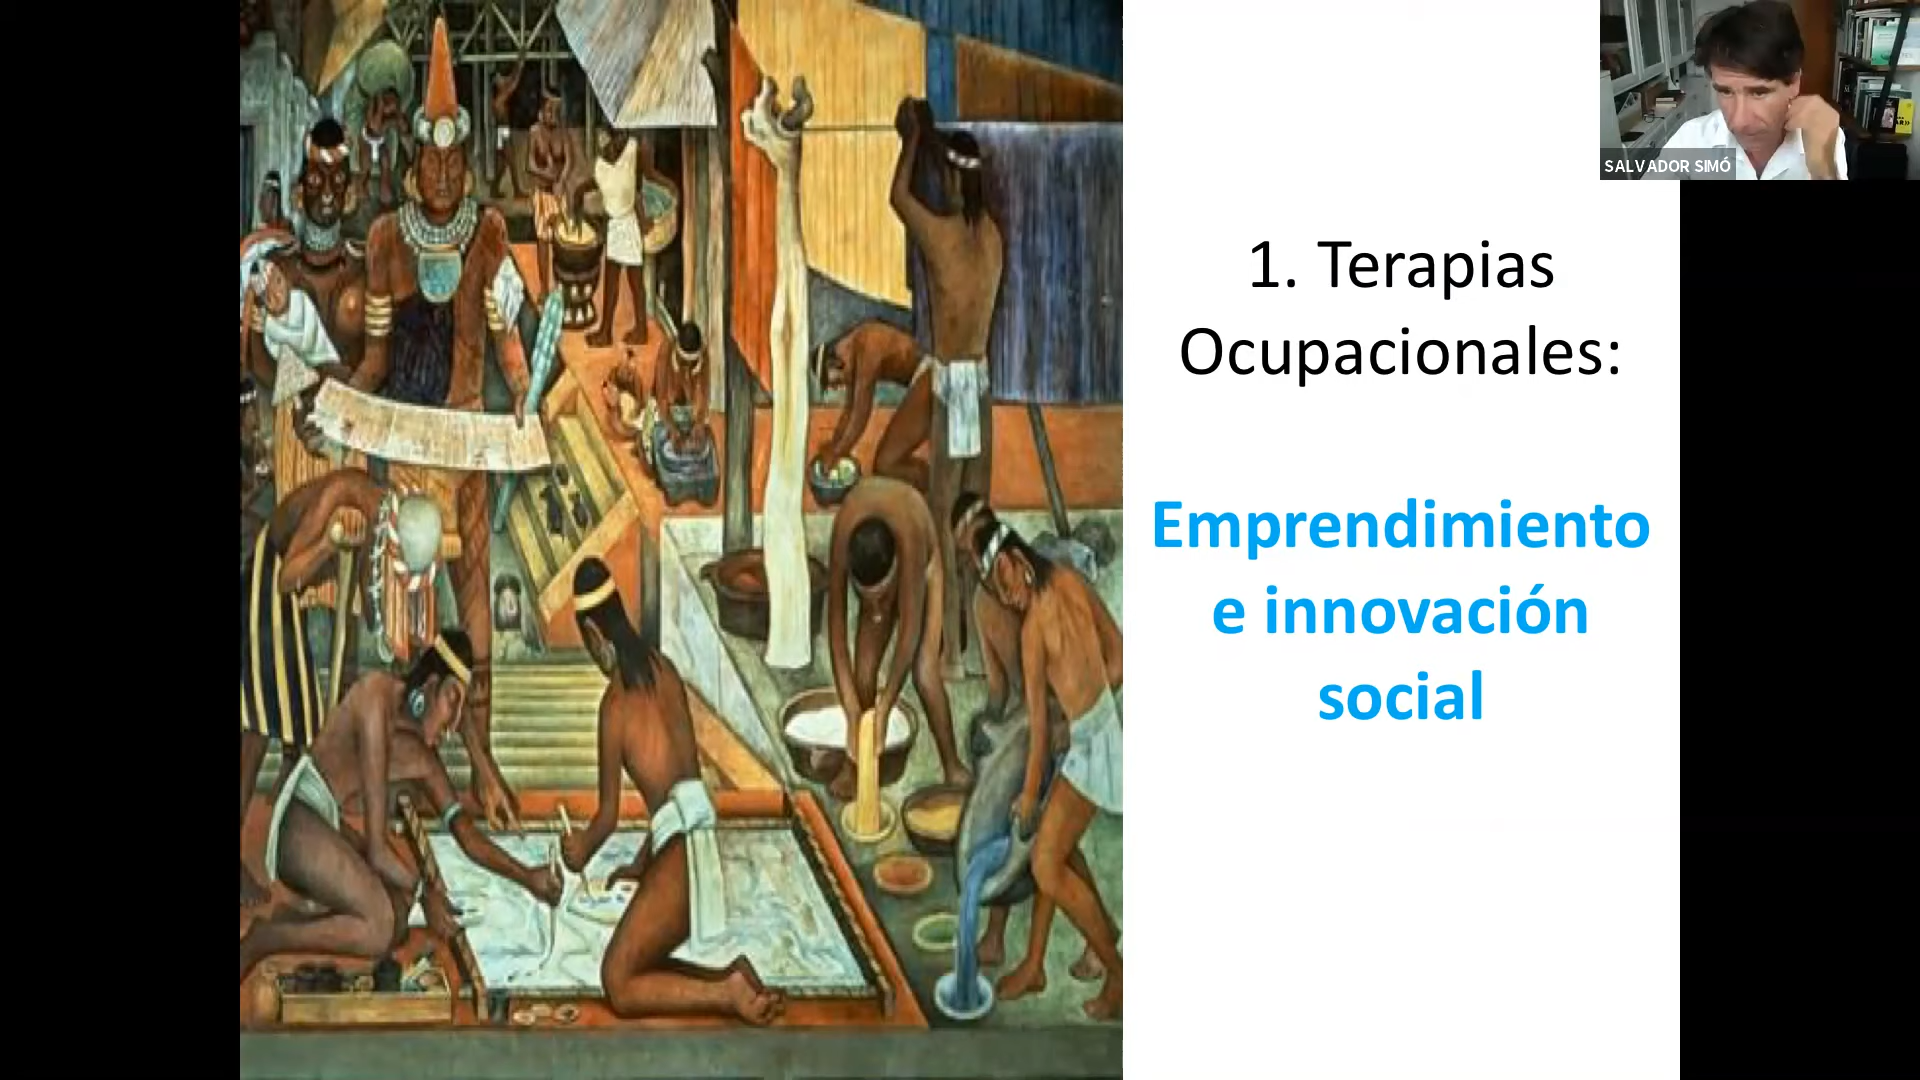 SALVADOR SIMÓ
1. Terapias
Ocupacionales:
Emprendimiento
e innovación
social